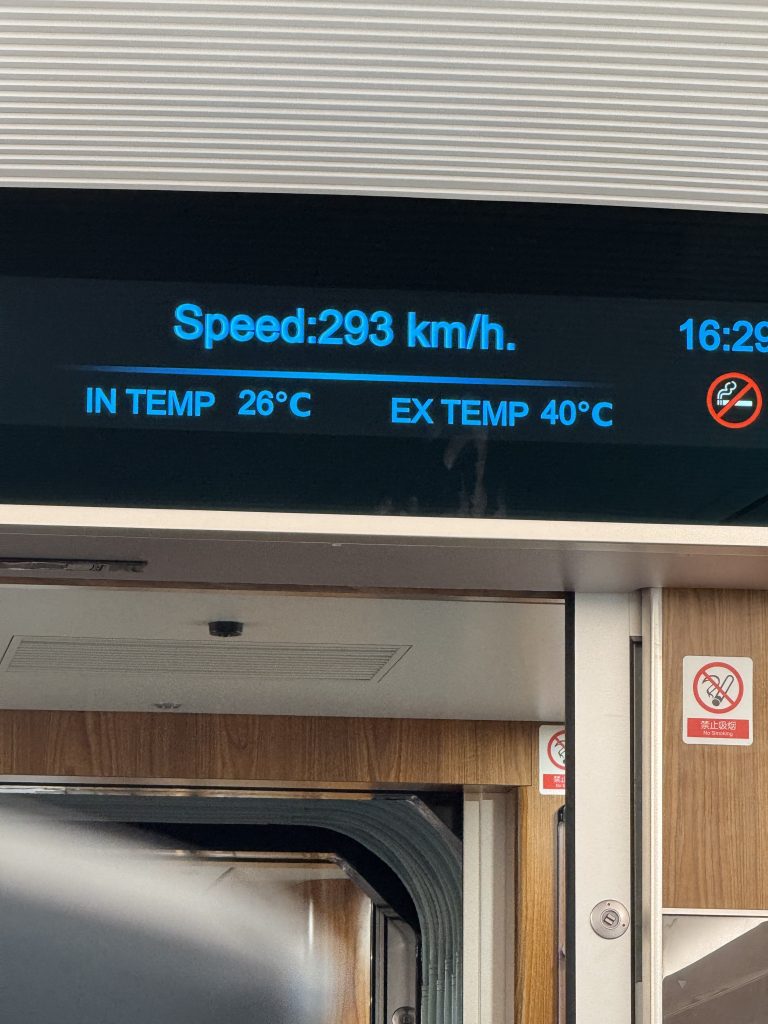 Speed:293 km/h.
16:29
IN TEMP 26℃
EX TEMP 40℃
禁止吸烟
No Smoking